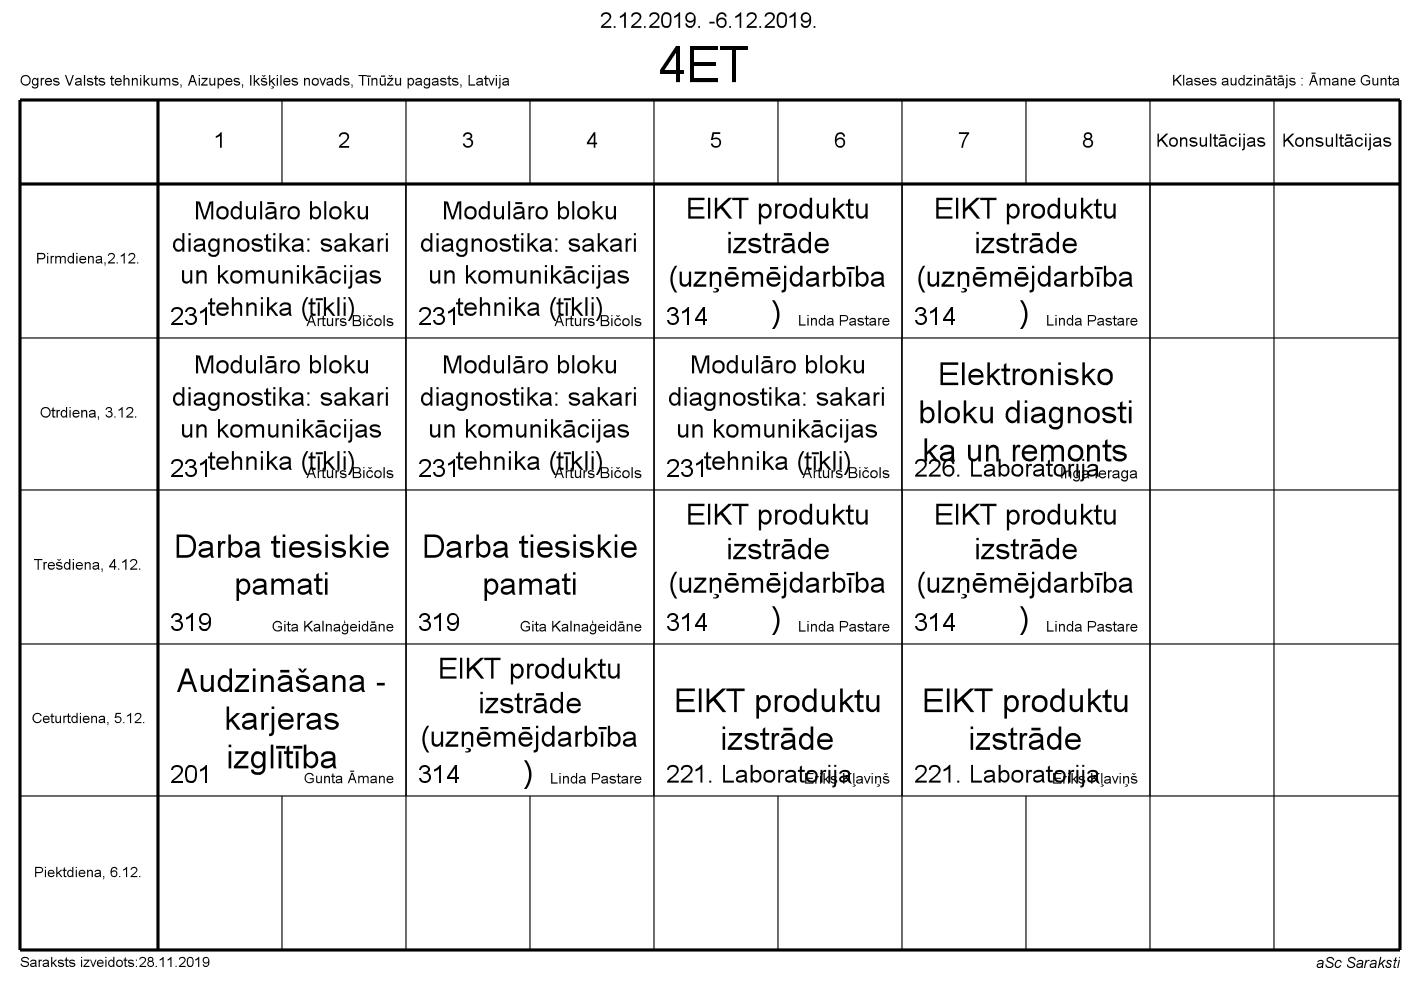 2.12.2019. -6.12.2019.
4ET
Ogres Valsts tehnikums, Aizupes, Ikšķiles novads, Tīnūžu pagasts, Latvija
Klases audzinātājs : Āmane Gunta
1 2 3 4 5 6 7 8 Konsultācijas Konsultācijas
Pirmdiena,2.12.
Modulāro bloku
diagnostika: sakari
un komunikācijas
tehnika (tīkli)
231 Arturs Bičols
Modulāro bloku
diagnostika: sakari
un komunikācijas
tehnika (tīkli)
231 Arturs Bičols
EIKT produktu
izstrāde
(uzņēmējdarbība
)
314 Linda Pastare
EIKT produktu
izstrāde
(uzņēmējdarbība
)
314 Linda Pastare
Otrdiena, 3.12.
Modulāro bloku
diagnostika: sakari
un komunikācijas
tehnika (tīkli)
231 Arturs Bičols
Modulāro bloku
diagnostika: sakari
un komunikācijas
tehnika (tīkli)
231 Arturs Bičols
Modulāro bloku
diagnostika: sakari
un komunikācijas
tehnika (tīkli)
231 Arturs Bičols
Elektronisko
bloku diagnosti
ka un remonts
226. Laboratorija Inga Ieraga
Trešdiena, 4.12.
Darba tiesiskie
pamati
319 Gita Kalnaģeidāne
Darba tiesiskie
pamati
319 Gita Kalnaģeidāne
EIKT produktu
izstrāde
(uzņēmējdarbība
)
314 Linda Pastare
EIKT produktu
izstrāde
(uzņēmējdarbība
)
314 Linda Pastare
Ceturtdiena, 5.12.
Audzināšana -
karjeras
izglītība
201 Gunta Āmane
EIKT produktu
izstrāde
(uzņēmējdarbība
)
314 Linda Pastare
EIKT produktu
izstrāde
221. Laboratorija Ēriks Kļaviņš
EIKT produktu
izstrāde
221. Laboratorija Ēriks Kļaviņš
Piektdiena, 6.12.
Saraksts izveidots:28.11.2019
aSc Saraksti